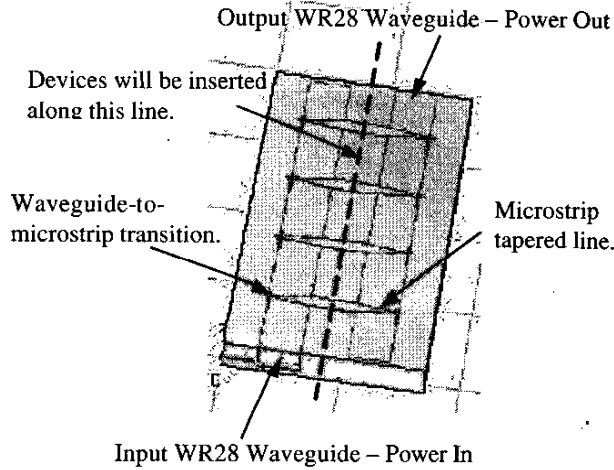 Output WR28 Waveguide – Power Out
Devices will be inserted
along this line.
Waveguide-to-
microstrip transition.
Microstrip
tapered line.
Input WR28 Waveguide – Power In